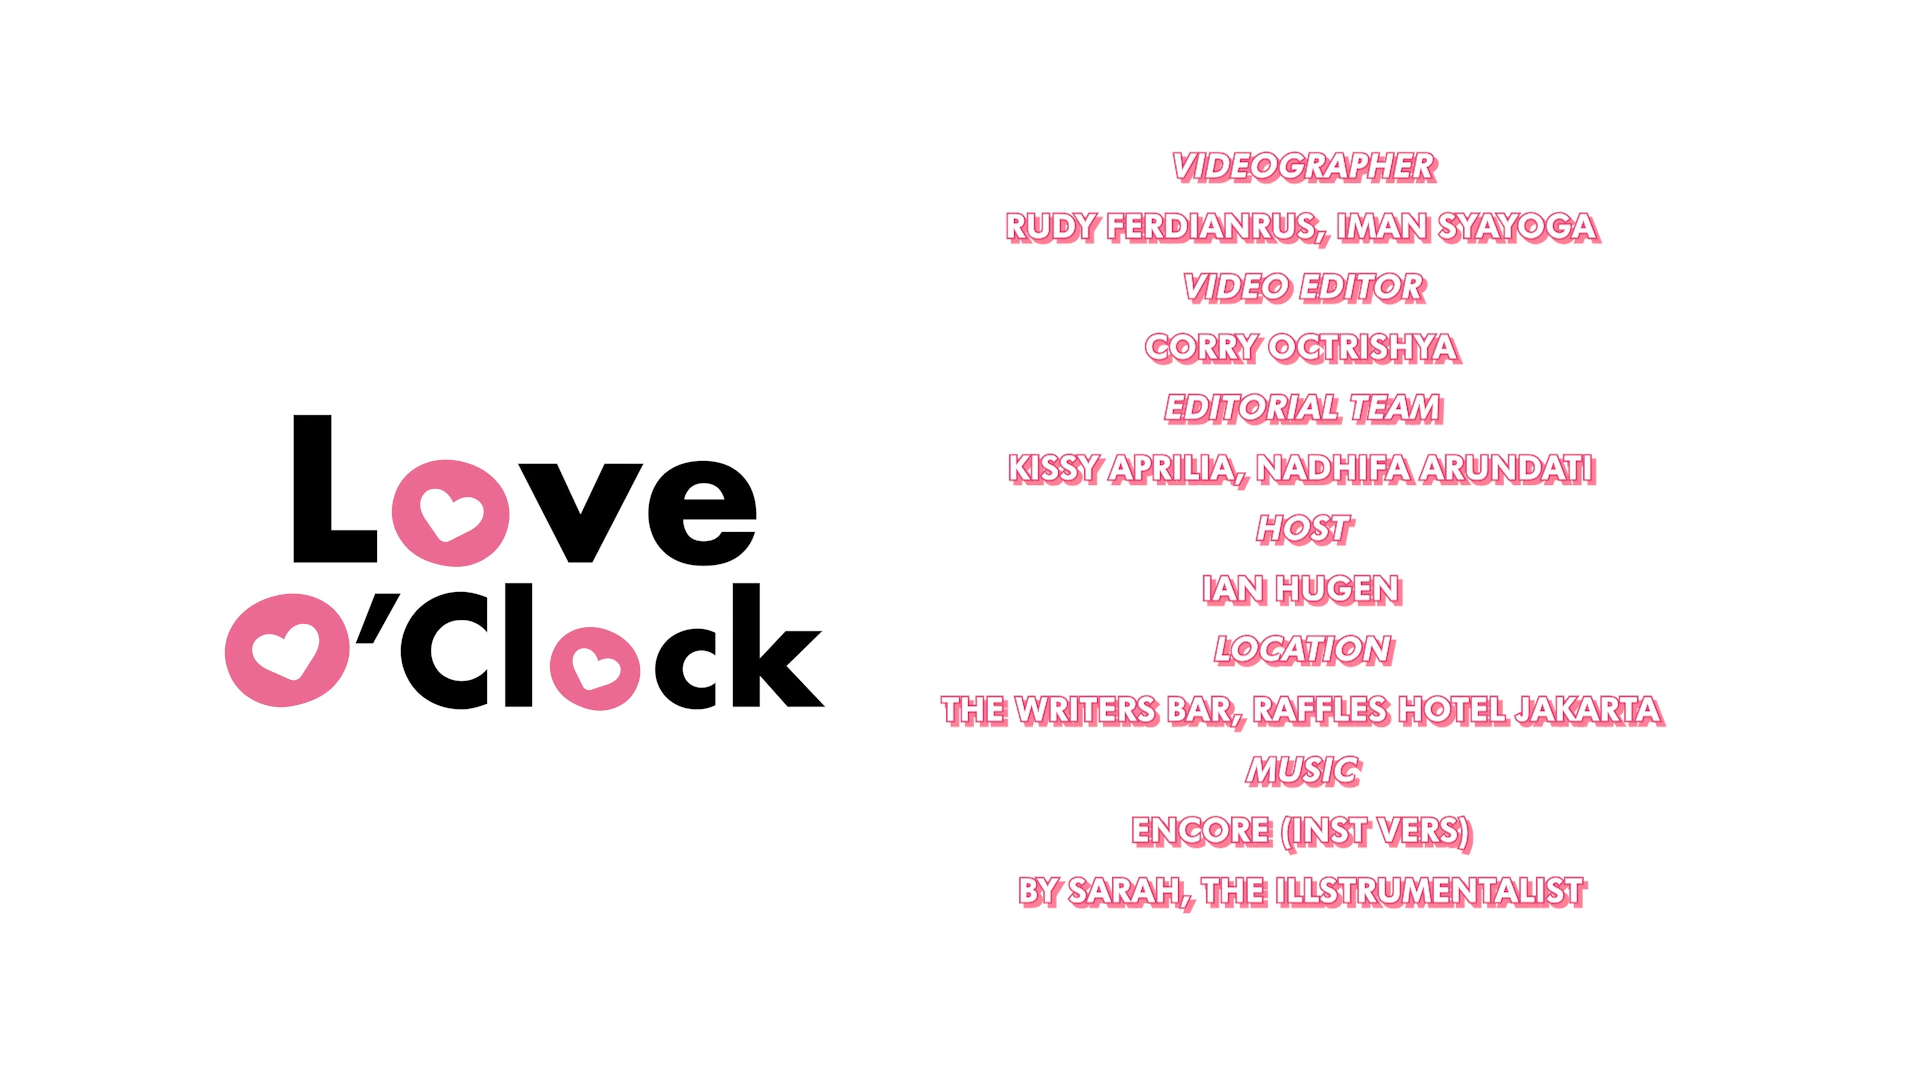 Love
O'Clock
VIDEOGRAPHER
RUDY FERDIANRUS, IMAN SYAYOGA
VIDEO EDITOR
CORRY OCTRISHYA
EDITORIAL TEAM
KISSY APRILIA, NADHIFA ARUNDATI
HOST
IAN HUGEN
LOCATION
THE WRITERS BAR, RAFFLES HOTEL JAKARTA
MUSIC
ENCORE (INST VERS)
BY SARAH, THE ILLSTRUMENTALIST